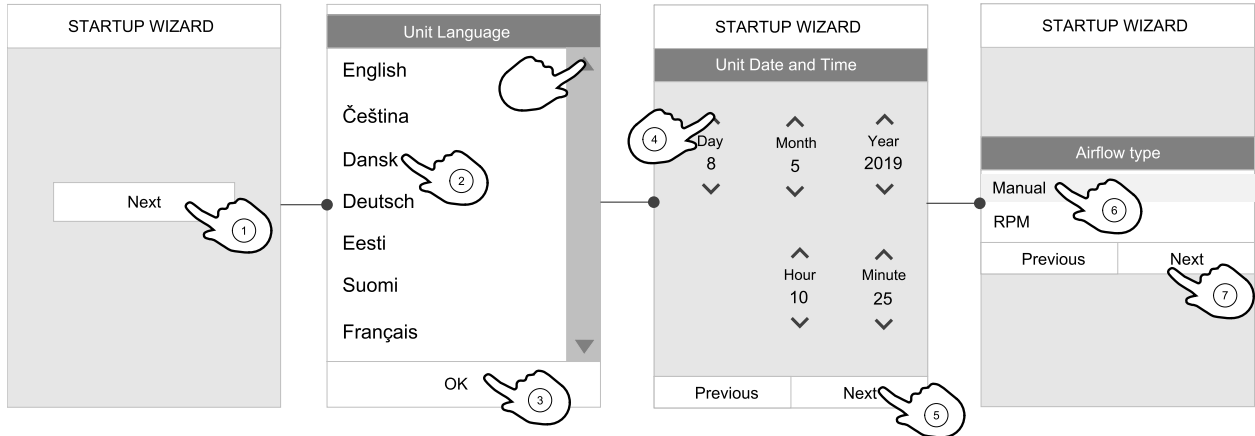 STARTUP WIZARD
Next
1
Unit Language
English
Čeština
Dansk
2
Deutsch
Eesti
Suomi
Français
OK
3
STARTUP WIZARD
Unit Date and Time
4
Day Month Year
8 5 2019
Hour Minute
10 25
Previous Next
5
STARTUP WIZARD
Airflow type
Manual
6
RPM
Previous Next
7